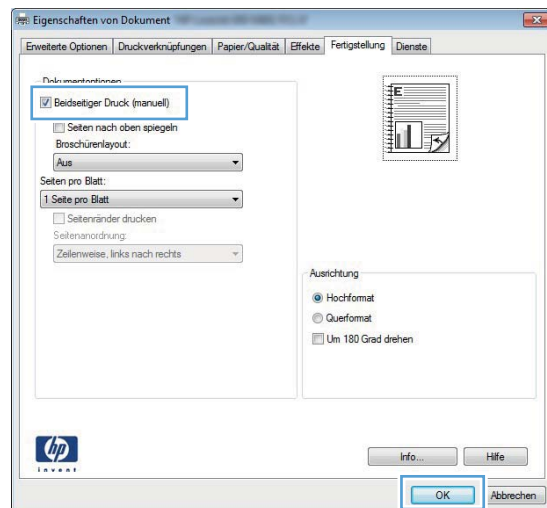 Eigenschaften von Dokument
Erweiterte Optionen Druckverknüpfungen Papier/Qualität Effekte Fertigstellung Dienste
Dokumentoptionen
Beidseitiger Druck (manuell)
Seiten nach oben spiegeln
Broschürenlayout:
Aus
Seiten pro Blatt:
1 Seite pro Blatt
Seitenränder drucken
Seitenanordnung:
Zeilenweise, links nach rechts
E
Ausrichtung
Hochformat
Querformat
Um 180 Grad drehen
hp
invent
Info... Hilfe
OK Abbrechen